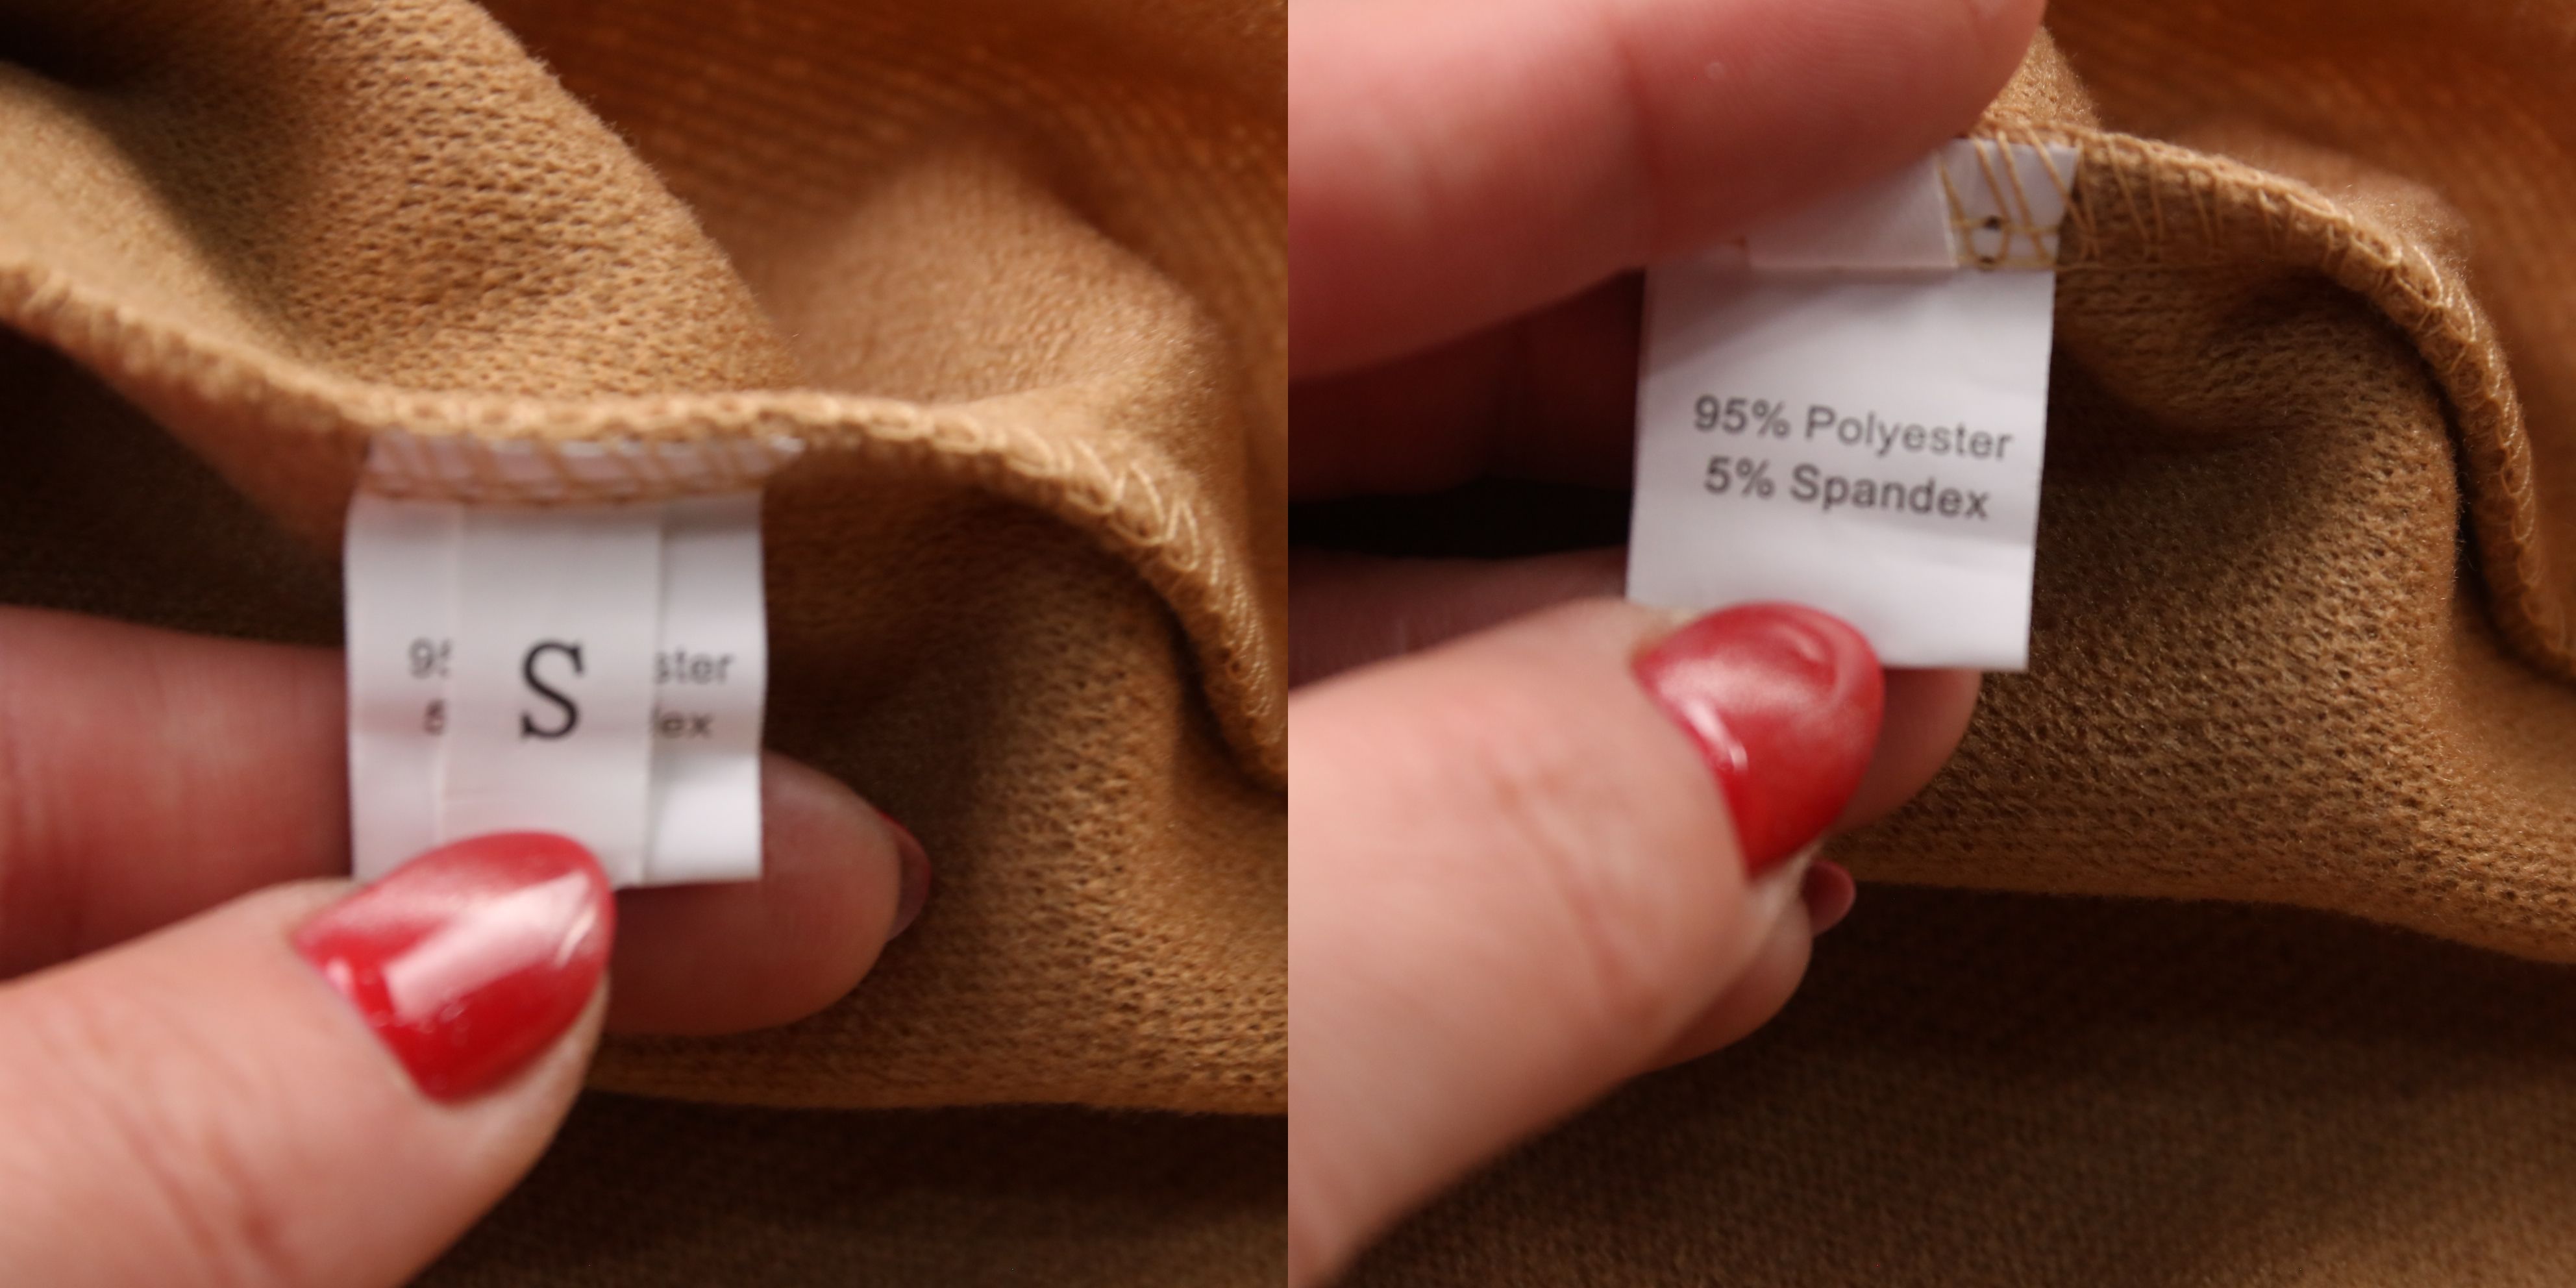 S
95% Polyester
5% Spandex